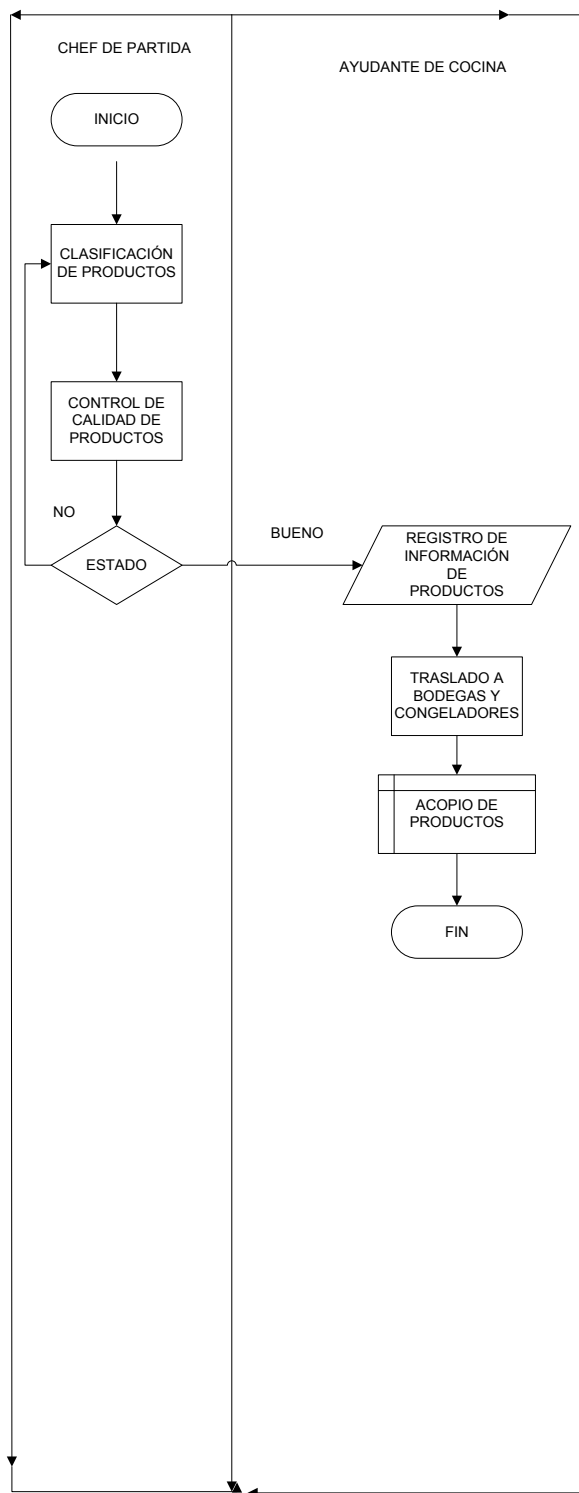 CHEF DE PARTIDA
AYUDANTE DE COCINA
INICIO
CLASIFICACIÓN
DE PRODUCTOS
CONTROL DE
CALIDAD DE
PRODUCTOS
NO
ESTADO
BUENO
REGISTRO DE
INFORMACIÓN
DE
PRODUCTOS
TRASLADO A
BODEGAS Y
CONGELADORES
ACOPIO DE
PRODUCTOS
FIN